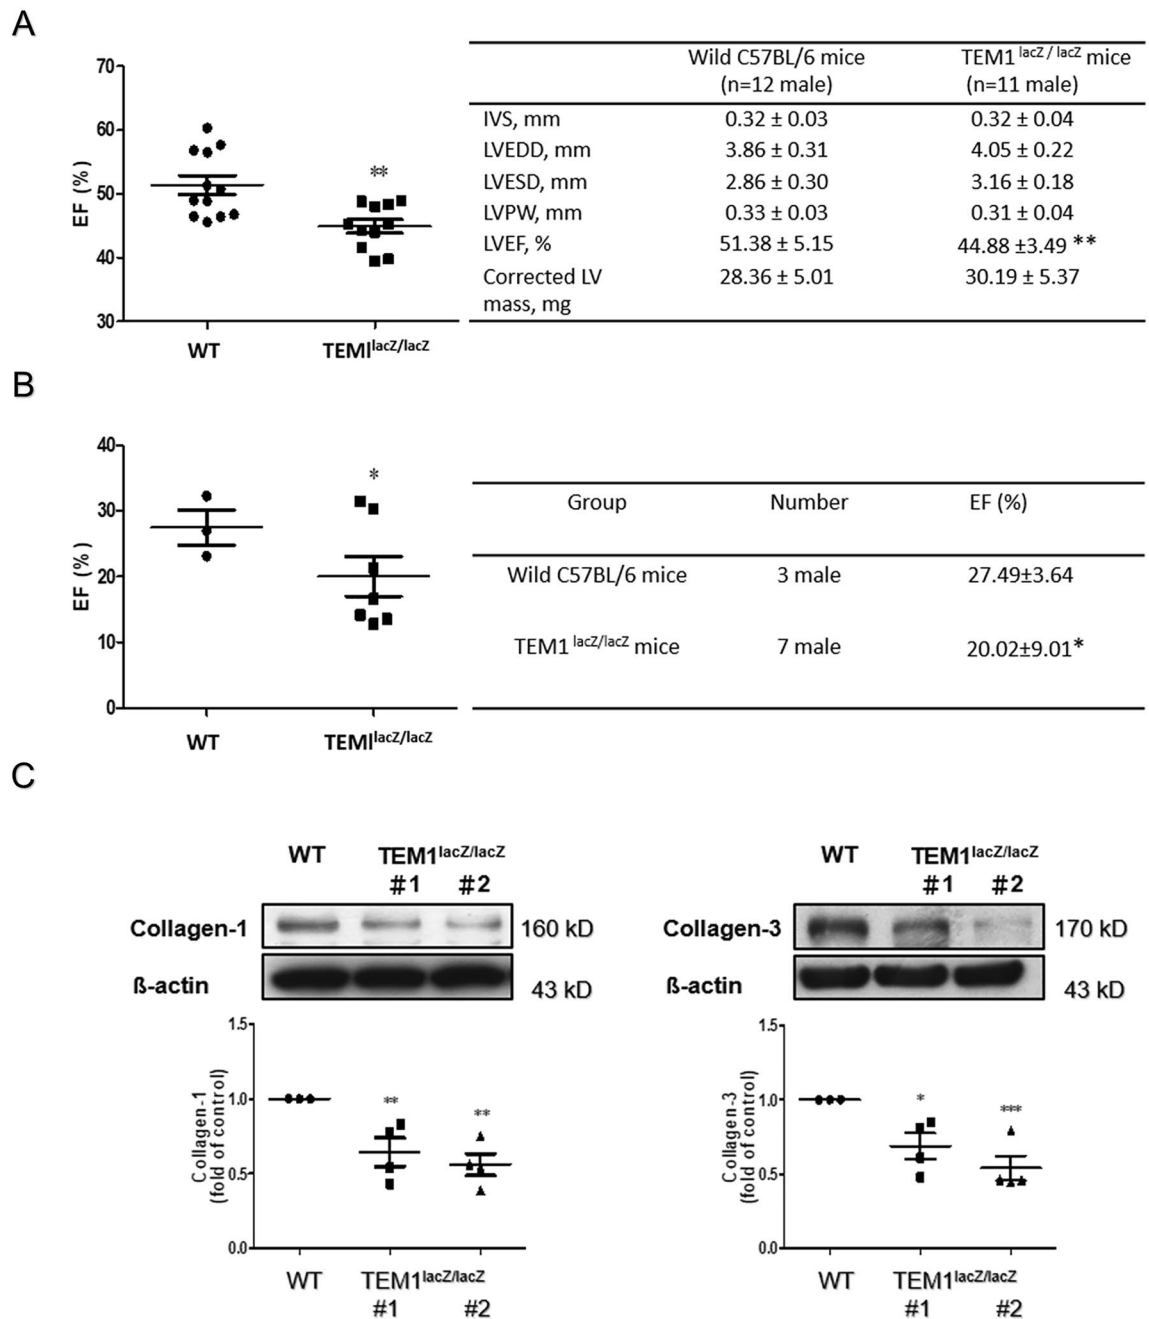 A
70
60
50
40
30
EF (%)
**
WT
TEMI lacZ/lacZ
Wild C57BL/6 mice (n=12 male)
TEM1 lacZ/lacZ mice (n=11 male)
IVS, mm 0.32 ± 0.03 0.32 ± 0.04
LVEDD, mm 3.86 ± 0.31 4.05 ± 0.22
LVESD, mm 2.86 ± 0.30 3.16 ± 0.18
LVPW, mm 0.33 ± 0.03 0.31 ± 0.04
LVEF, % 51.38 ± 5.15 44.88 ±3.49 **
Corrected LV 28.36 ± 5.01 30.19 ± 5.37
mass, mg
B
40
30
20
10
0
EF (%)
*
WT
TEMI lacZ/lacZ
Group Number EF (%)
Wild C57BL/6 mice 3 male 27.49±3.64
TEM1 lacZ/lacZ mice 7 male 20.02±9.01*
C
WT TEM1 lacZ/lacZ
#1 #2
Collagen-1 160 kD
ß-actin 43 kD
1.5
1.0
0.5
0.0
Collagen-1
(fold of control)
** **
WT TEM1 lacZ/lacZ
#1 #2
WT TEM1 lacZ/lacZ
#1 #2
Collagen-3 170 kD
ß-actin 43 kD
1.5
1.0
0.5
0.0
Collagen-3
(fold of control)
* ***
WT TEM1 lacZ/lacZ
#1 #2